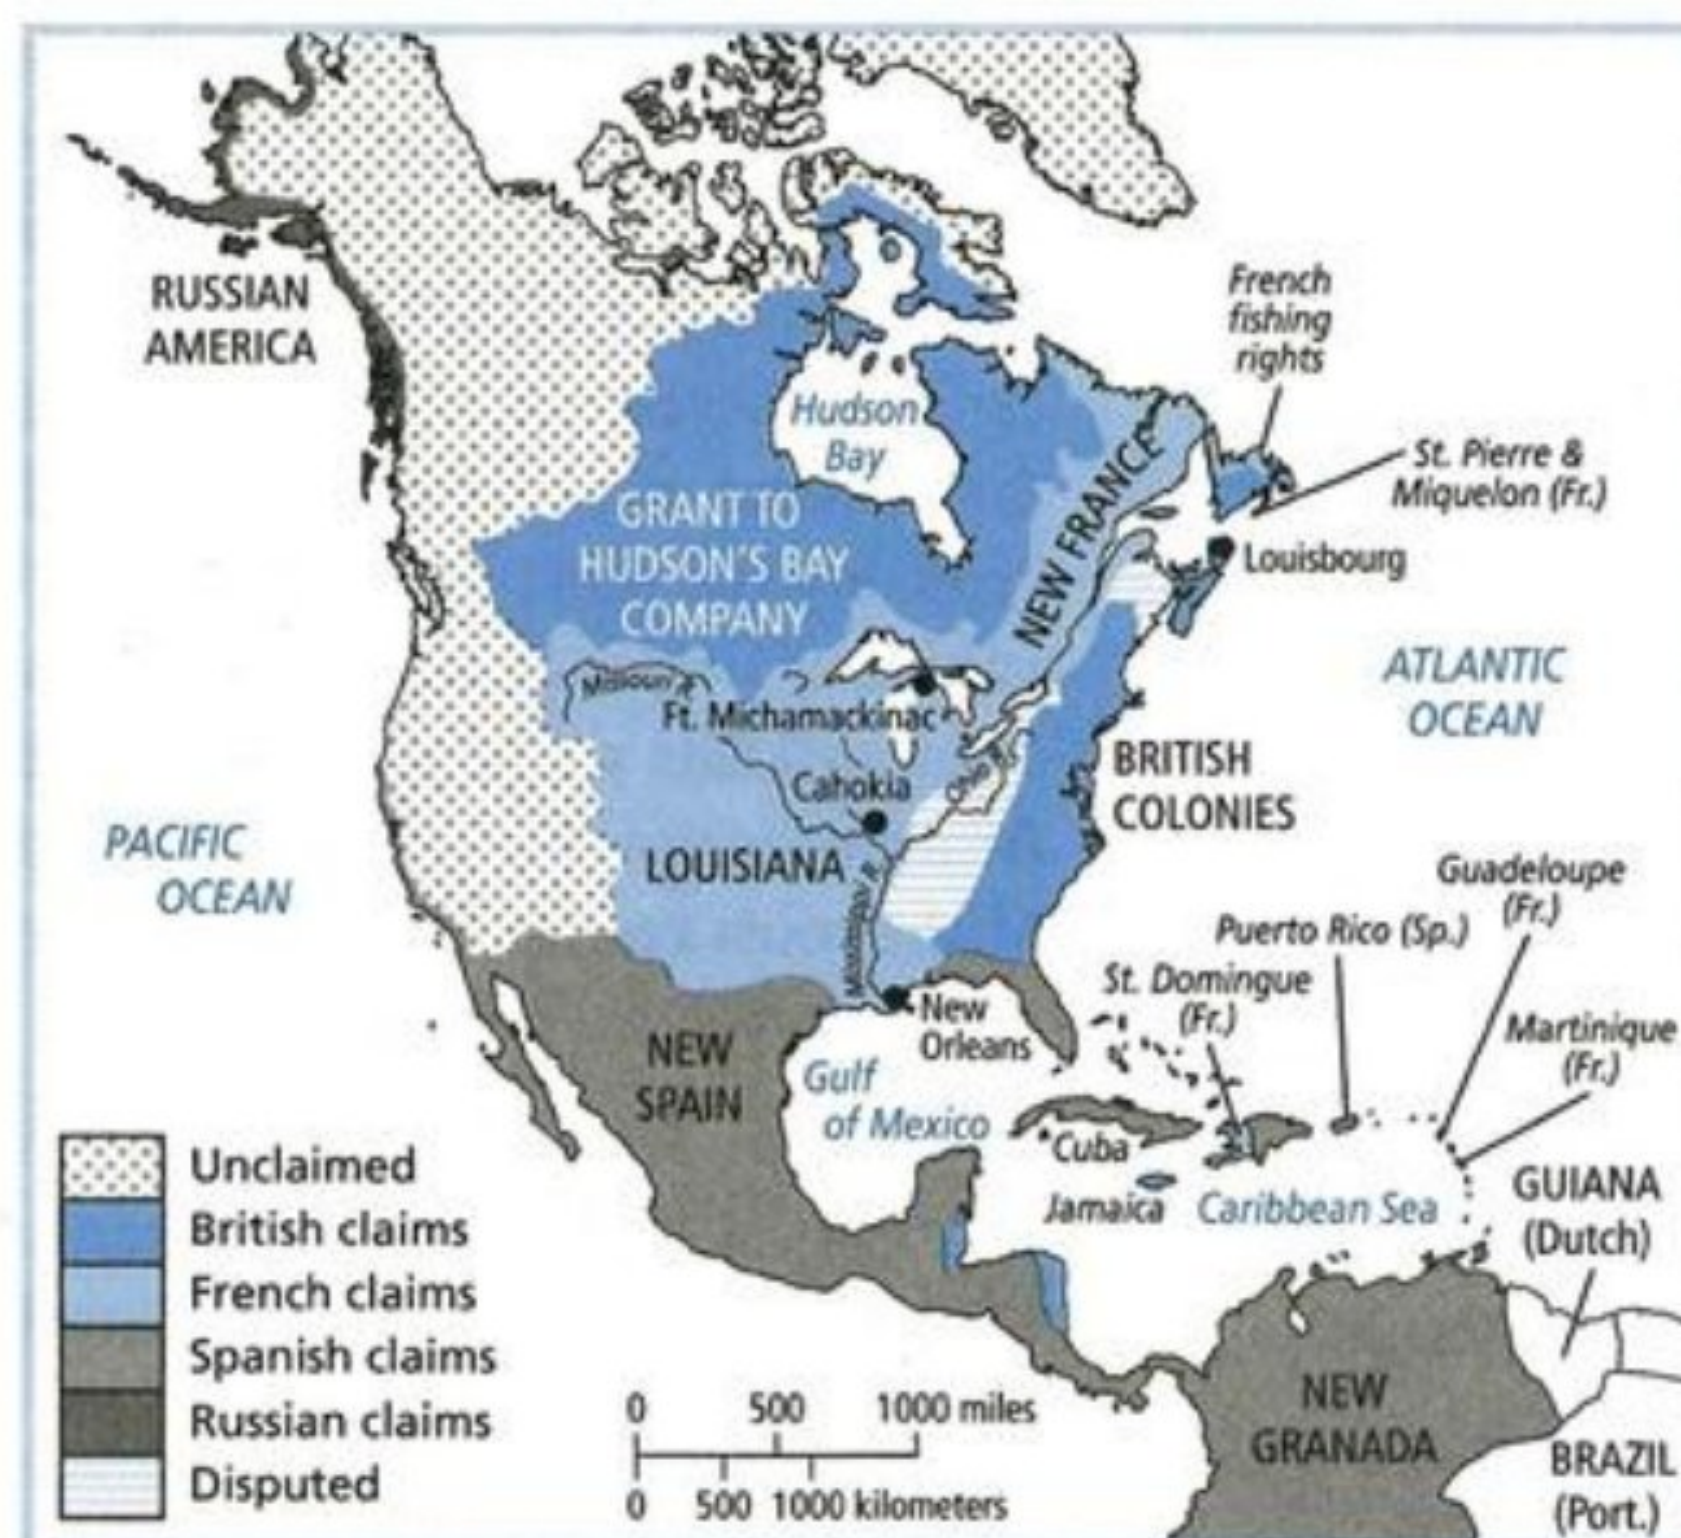 RUSSIAN
AMERICA
French
fishing
rights
Hudson
Bay
St. Pierre &
Miquelon (Fr.)
GRANT TO
HUDSON'S BAY
COMPANY
NEW FRANCE
Louisbourg
ATLANTIC
OCEAN
Missouri R.
Ft. Michamackinac
Ohio R.
Cahokia
BRITISH
COLONIES
PACIFIC
OCEAN
LOUISIANA
Mississippi R.
Guadeloupe
(Fr.)
Puerto Rico (Sp.)
St. Domingue
(Fr.)
Martinique
(Fr.)
New
Orleans
NEW
SPAIN
Gulf
of Mexico
Cuba
Jamaica
Caribbean Sea
GUIANA
(Dutch)
NEW
GRANADA
BRAZIL
(Port.)
Unclaimed
British claims
French claims
Spanish claims
Russian claims
Disputed
0 500 1000 miles
0 500 1000 kilometers